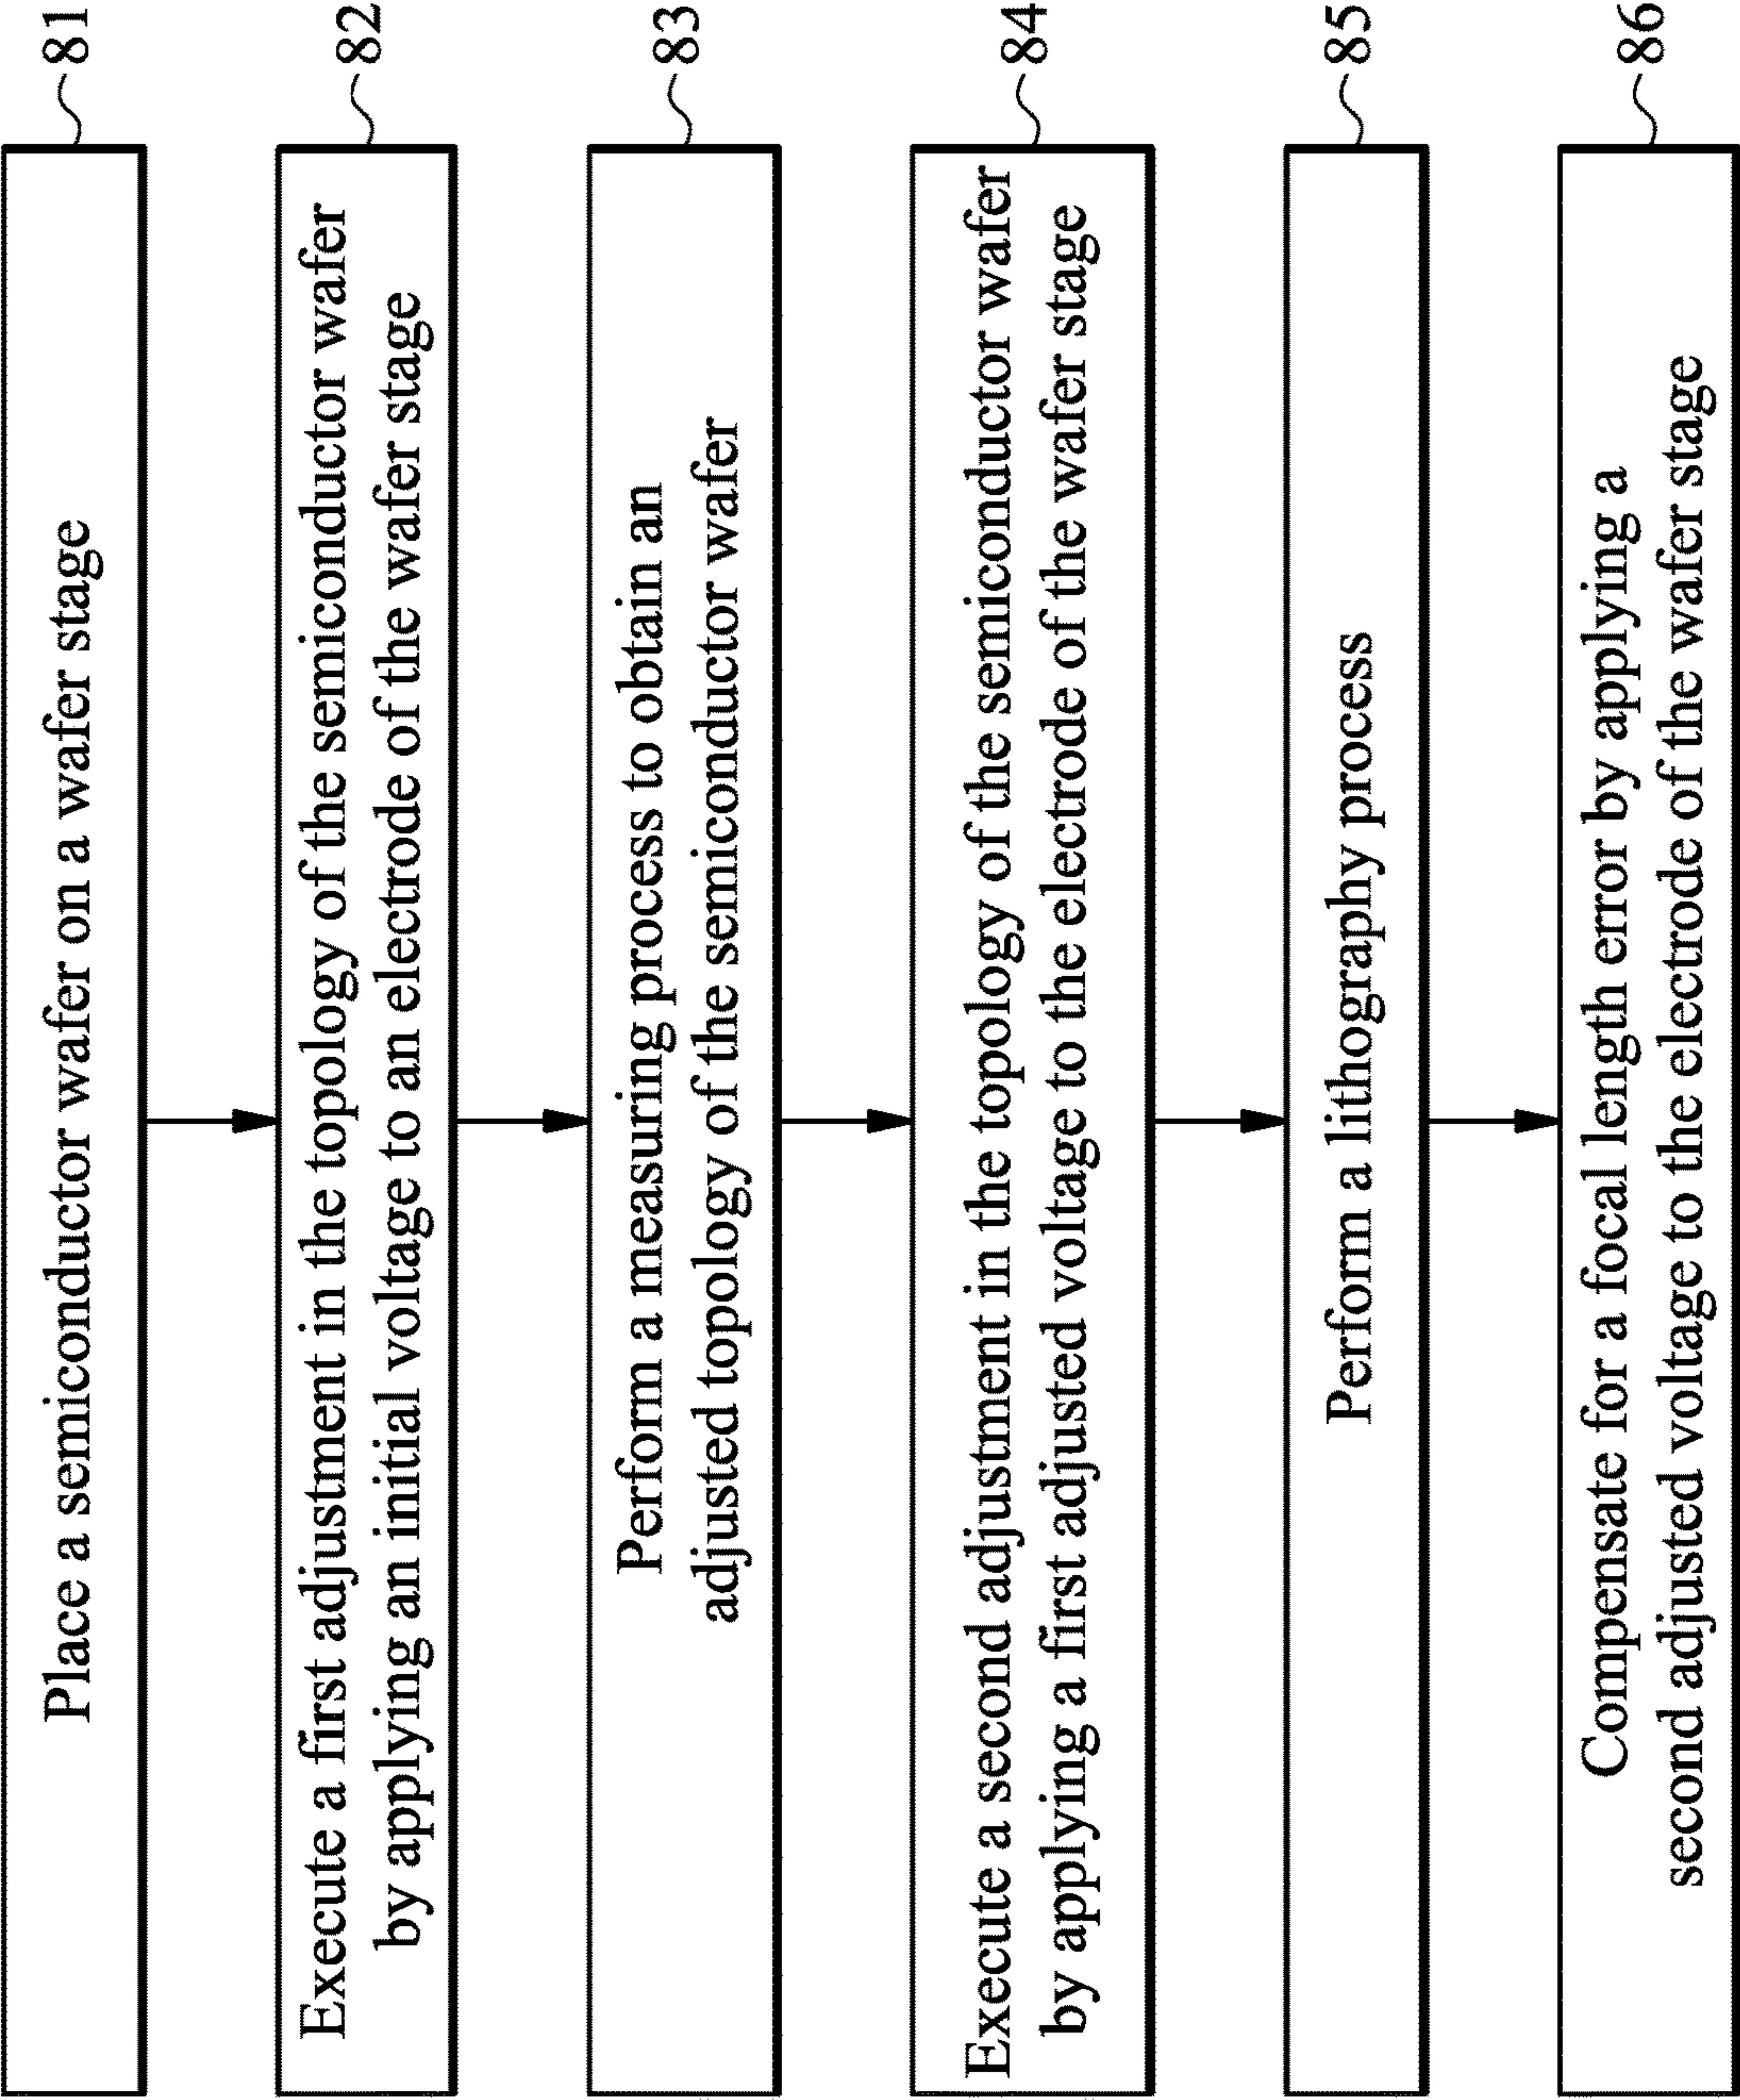 Place a semiconductor wafer on a wafer stage
81
Execute a first adjustment in the topology of the semiconductor wafer
by applying an initial voltage to an electrode of the wafer stage
82
Perform a measuring process to obtain an
adjusted topology of the semiconductor wafer
83
Execute a second adjustment in the topology of the semiconductor wafer
by applying a first adjusted voltage to the electrode of the wafer stage
84
Perform a lithography process
85
Compensate for a focal length error by applying a
second adjusted voltage to the electrode of the wafer stage
86